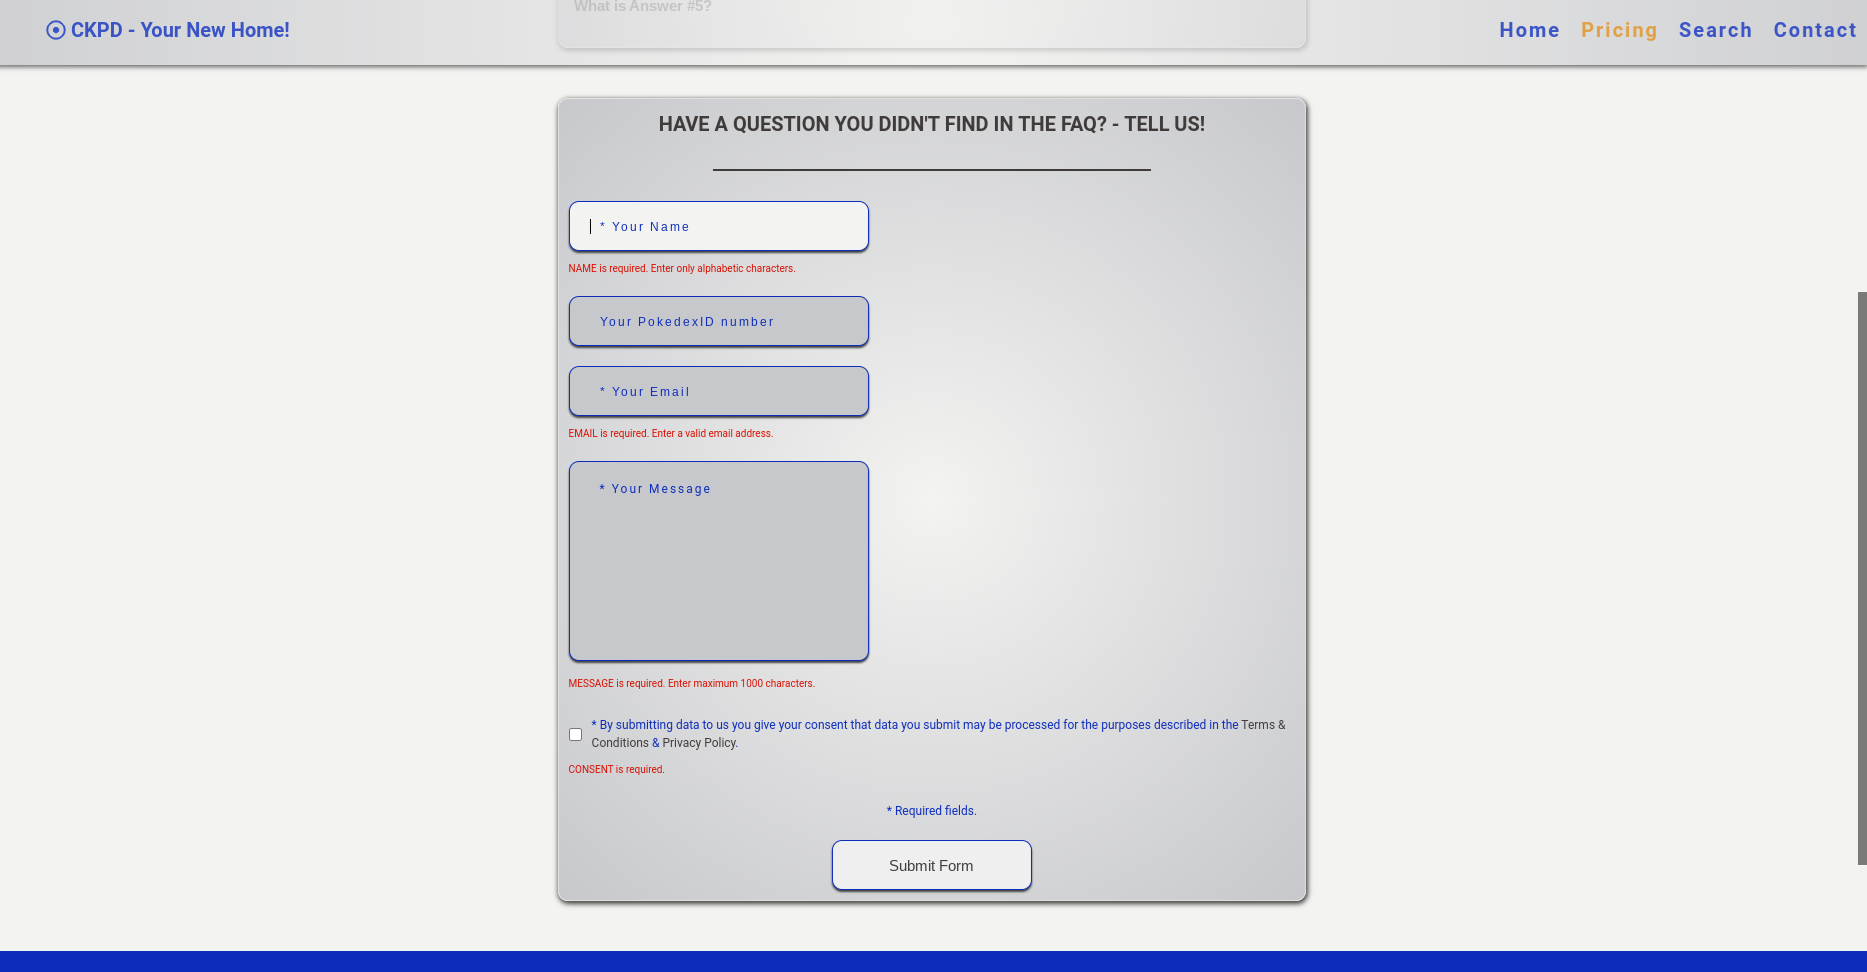 What is Answer #5?
CKPD - Your New Home!
Home Pricing Search Contact
HAVE A QUESTION YOU DIDN'T FIND IN THE FAQ? - TELL US!
* Your Name
NAME is required. Enter only alphabetic characters.
Your PokedexID number
* Your Email
EMAIL is required. Enter a valid email address.
* Your Message
MESSAGE is required. Enter maximum 1000 characters.
* By submitting data to us you give your consent that data you submit may be processed for the purposes described in the Terms &
Conditions & Privacy Policy.
CONSENT is required.
* Required fields.
Submit Form